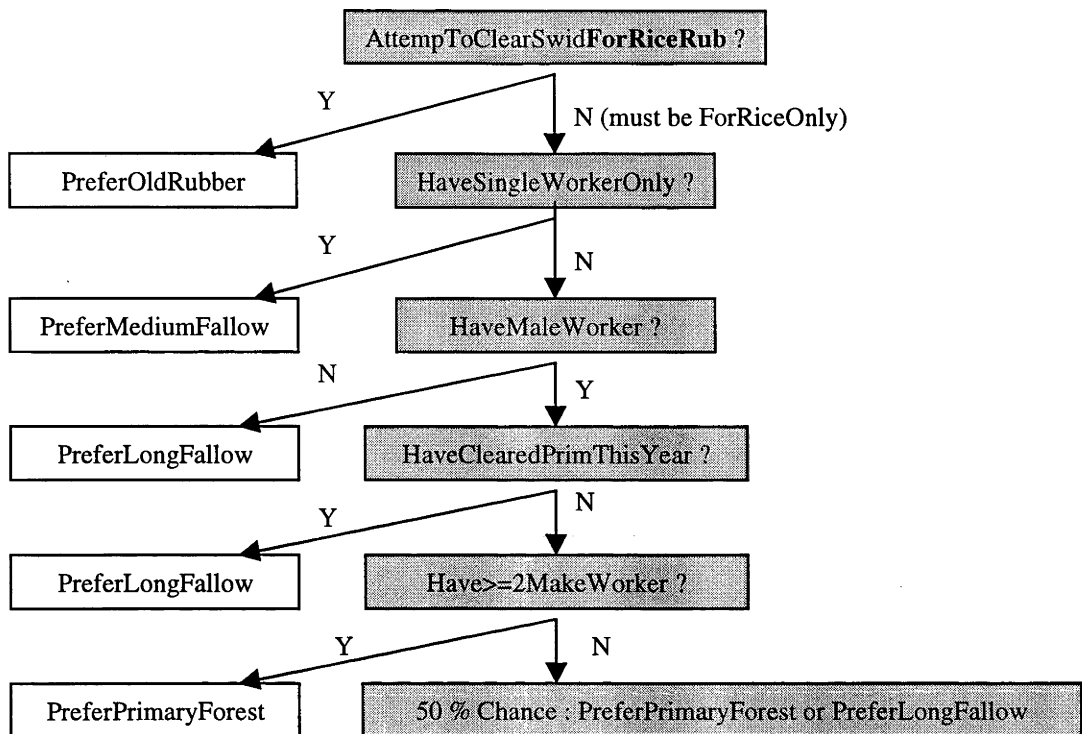 AttempToClearSwidForRiceRub ?
Y
N (must be ForRiceOnly)
PreferOldRubber
HaveSingleWorkerOnly ?
Y
N
PreferMediumFallow
HaveMaleWorker ?
N
Y
PreferLongFallow
HaveClearedPrimThisYear ?
Y
N
PreferLongFallow
Have>=2MakeWorker ?
Y
N
PreferPrimaryForest
50 % Chance : PreferPrimaryForest or PreferLongFallow